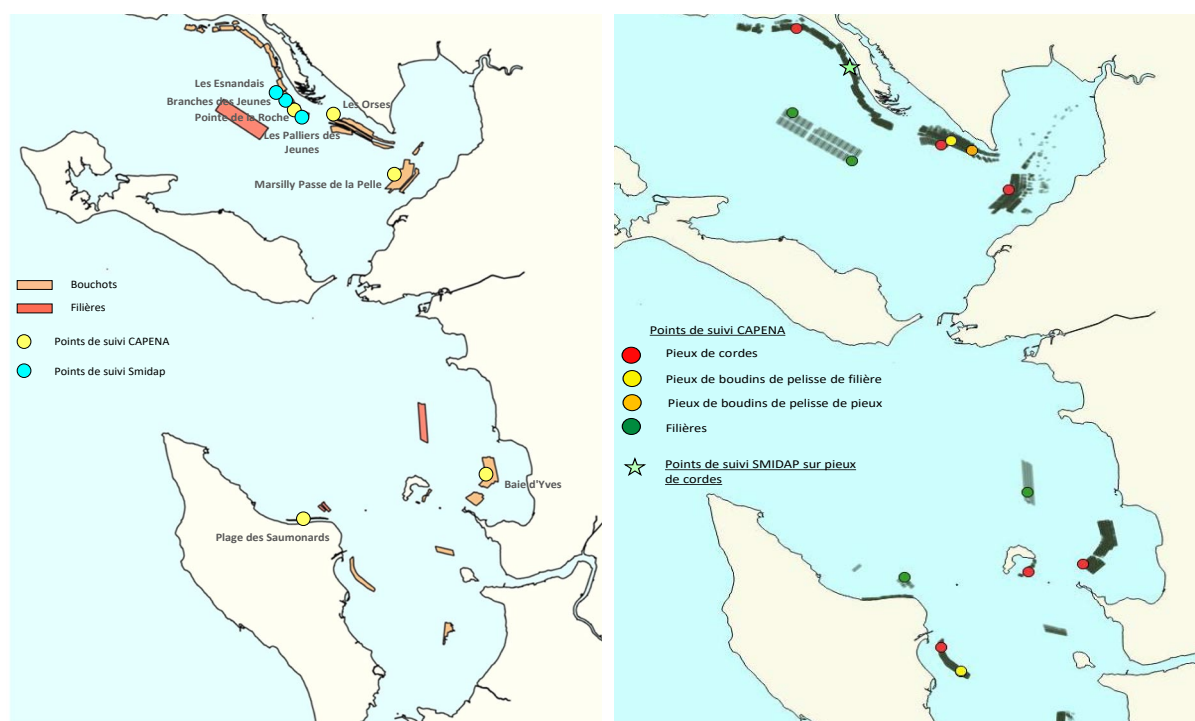 Les Esnandais
Branches des Jeunes
Les Orses
Pointe de la Roche
Les Palliers des
Jeunes
Marsilly Passe de la Pelle
Bouchots
Filières
Points de suivi CAPENA
Points de suivi Smidap
Baie d'Yves
Plage des Saumonards
Points de suivi CAPENA
Pieux de cordes
Pieux de boudins de pelisse de filière
Pieux de boudins de pelisse de pieux
Filières
Points de suivi SMIDAP sur pieux
de cordes